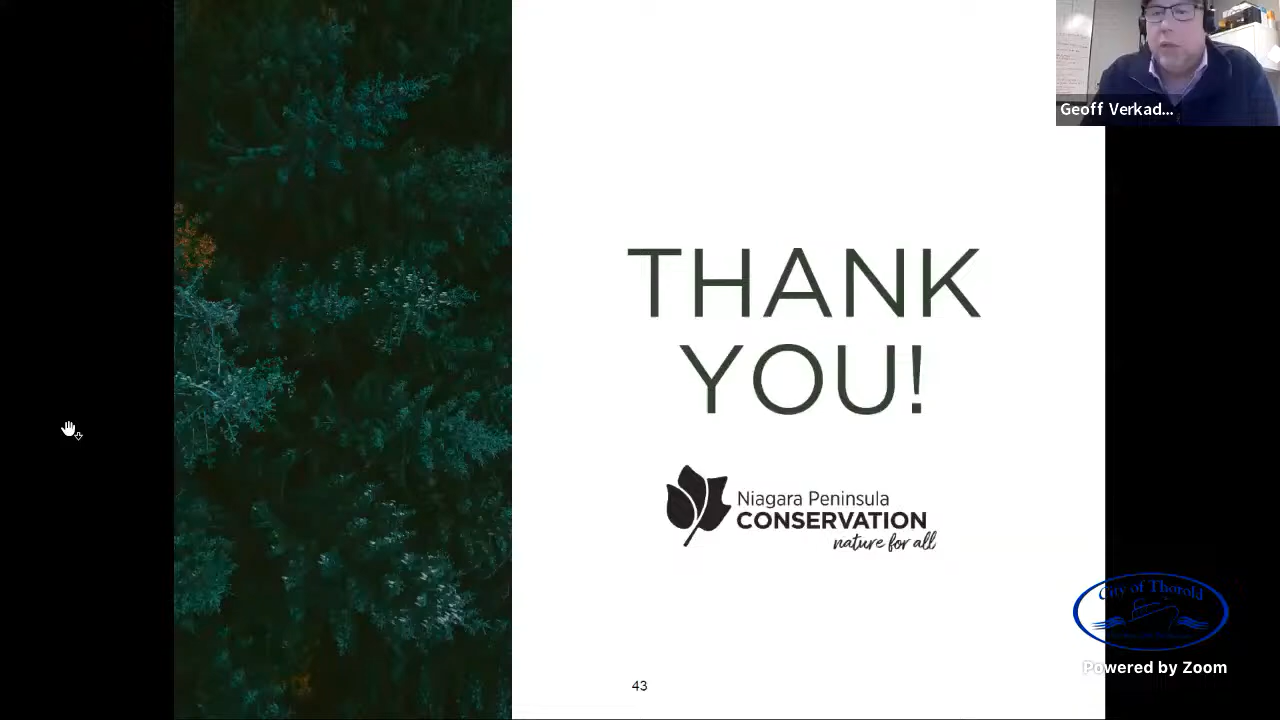 Geoff Verkad...
THANK
YOU!
Niagara Peninsula
CONSERVATION
nature for all
City of Thorold
Powered by Zoom
43